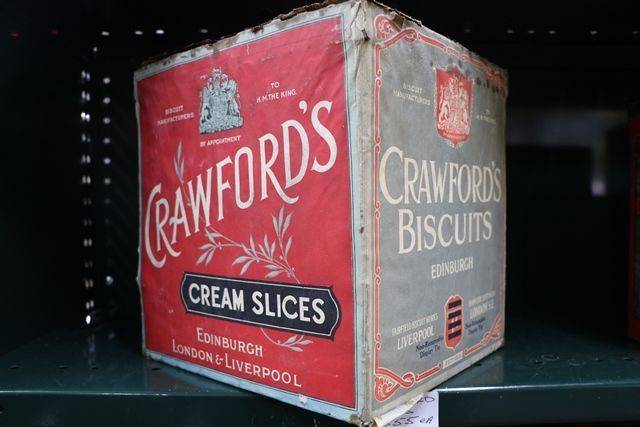 BISCUIT
MANUFACTURERS
TO
H.M. THE KING.
BY APPOINTMENT
CRAWFORD'S
CREAM SLICES
EDINBURGH
LONDON & LIVERPOOL
BISCUIT
MANUFACTURERS
CRAWFORD'S
BISCUITS
EDINBURGH
FAIRFIELD BISCUIT WORKS
LIVERPOOL
LONDON S.E.